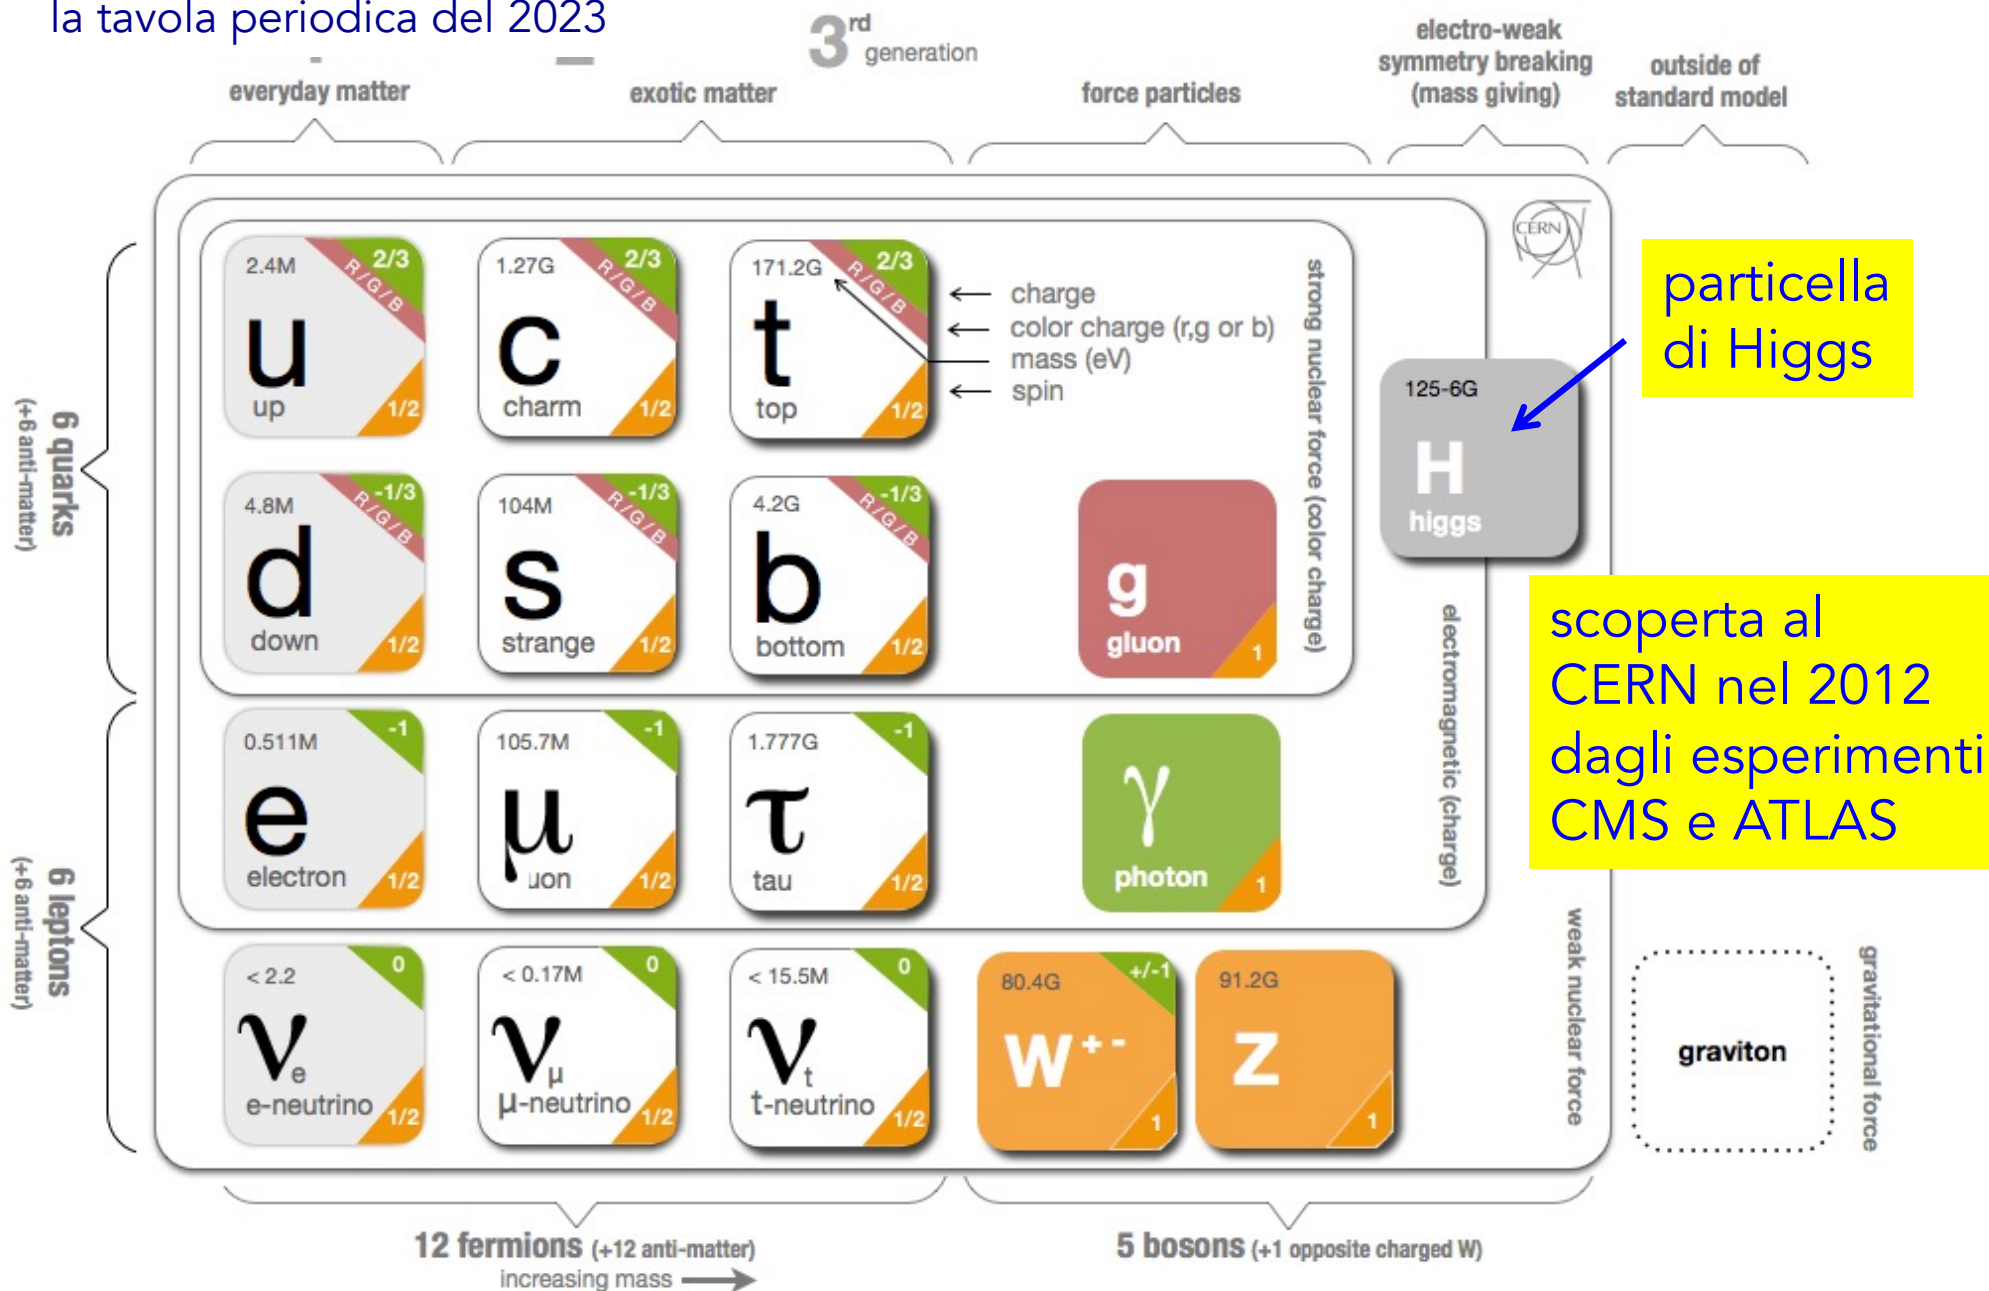 la tavola periodica del 2023
3rd
generation
everyday matter
exotic matter
force particles
electro-weak
symmetry breaking
(mass giving)
outside of
standard model
CERN
6 quarks
(+6 anti-matter)
2.4M
2/3
R/G/B
u
up
1/2
1.27G
2/3
R/G/B
c
charm
1/2
171.2G
2/3
R/G/B
t
top
1/2
charge
color charge (r,g or b)
mass (eV)
spin
strong nuclear force (color charge)
125-6G
H
higgs
particella
di Higgs
4.8M
-1/3
R/G/B
d
down
1/2
104M
-1/3
R/G/B
s
strange
1/2
4.2G
-1/3
R/G/B
b
bottom
1/2
g
gluon
1
scoperta al
CERN nel 2012
dagli esperimenti
CMS e ATLAS
6 leptons
(+6 anti-matter)
0.511M
-1
e
electron
1/2
105.7M
-1
μ
uon
1/2
1.777G
-1
τ
tau
1/2
γ
photon
1
electromagnetic (charge)
< 2.2
0
νe
e-neutrino
1/2
< 0.17M
0
νμ
μ-neutrino
1/2
< 15.5M
0
νt
t-neutrino
1/2
80.4G
+/-1
W+-
1
91.2G
Z
1
weak nuclear force
graviton
gravitational force
12 fermions (+12 anti-matter)
increasing mass
5 bosons (+1 opposite charged W)